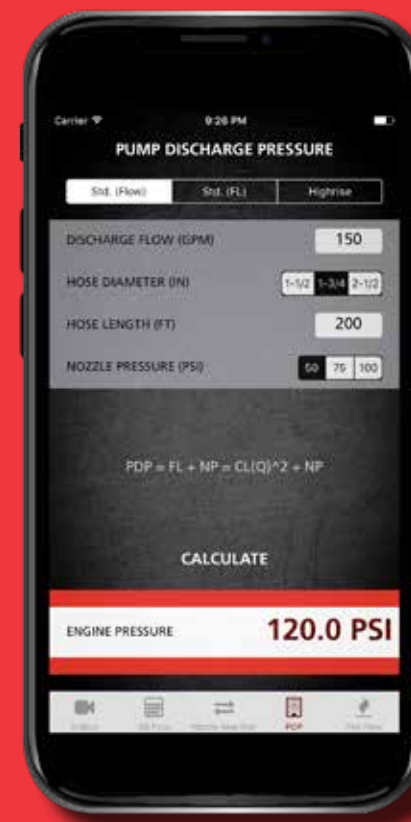 Carrier 9:26 PM
PUMP DISCHARGE PRESSURE
Std. (Flow) Std. (FL) Highrise
DISCHARGE FLOW (GPM) 150
HOSE DIAMETER (IN) 1-1/2 1-3/4 2-1/2
HOSE LENGTH (FT) 200
NOZZLE PRESSURE (PSI) 50 75 100
PDP = FL + NP = CL(Q)^2 + NP
CALCULATE
ENGINE PRESSURE 120.0 PSI
PDP